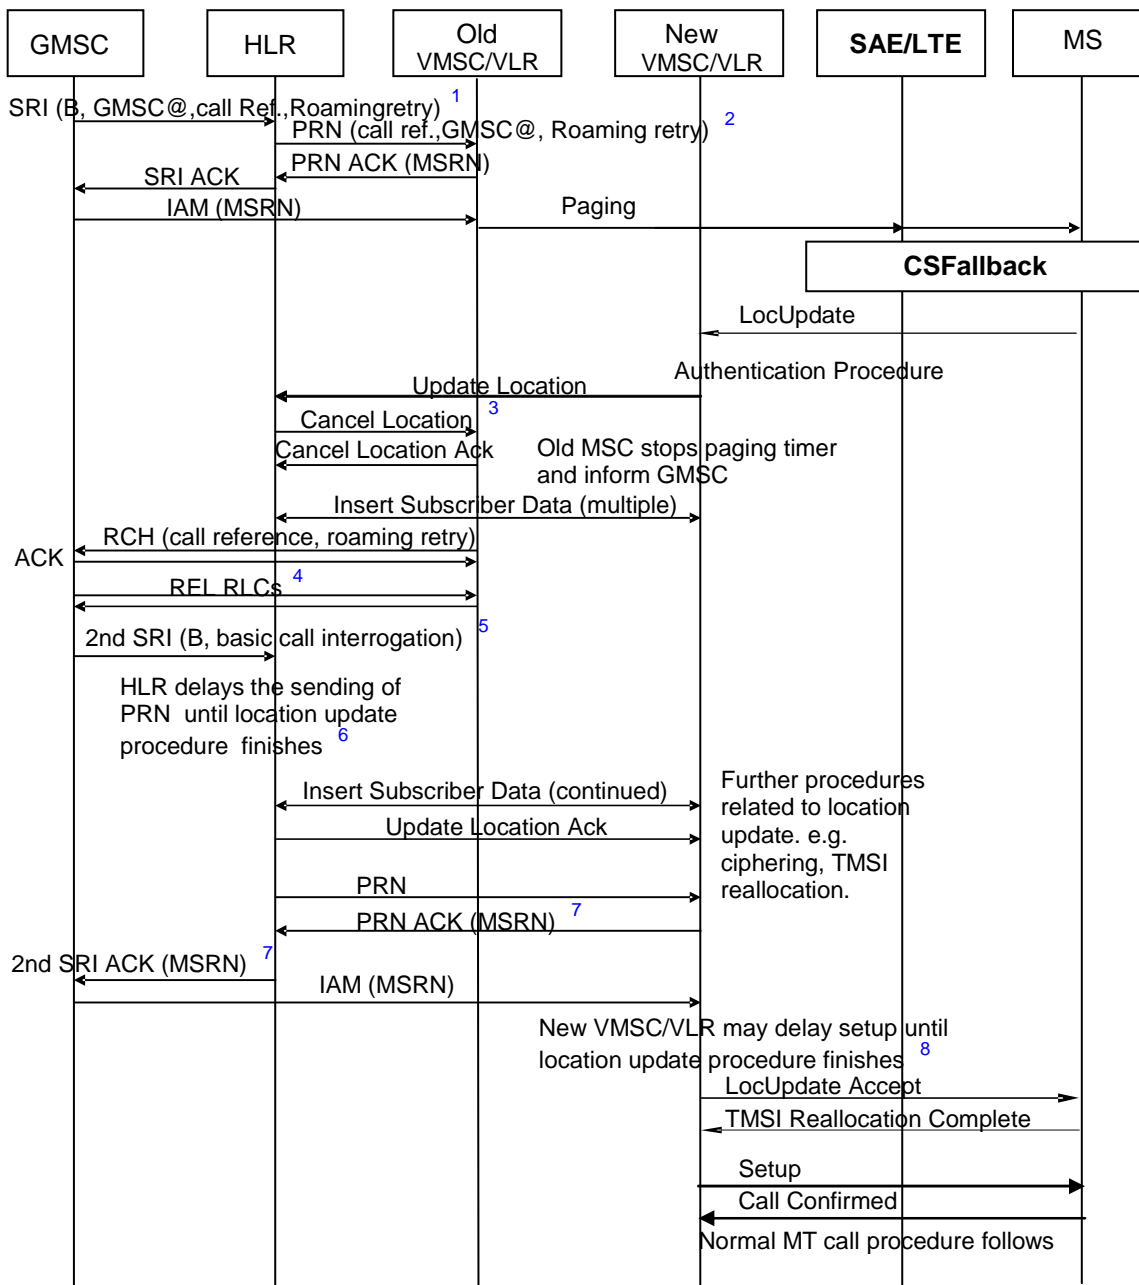 GMSC
HLR
Old
VMSC/VLR
New
VMSC/VLR
SAE/LTE
MS
SRI (B, GMSC@,call Ref.,Roamingretry) 1
PRN (call ref.,GMSC@, Roaming retry) 2
PRN ACK (MSRN)
SRI ACK
IAM (MSRN)
Paging
CSFallback
LocUpdate
Authentication Procedure
Update Location
Cancel Location 3
Cancel Location Ack
Old MSC stops paging timer
and inform GMSC
Insert Subscriber Data (multiple)
RCH (call reference, roaming retry)
ACK
REL RLCs 4
2nd SRI (B, basic call interrogation) 5
HLR delays the sending of
PRN until location update
procedure finishes 6
Insert Subscriber Data (continued)
Update Location Ack
Further procedures
related to location
update. e.g.
ciphering, TMSI
reallocation.
PRN
PRN ACK (MSRN) 7
2nd SRI ACK (MSRN) 7
IAM (MSRN)
New VMSC/VLR may delay setup until
location update procedure finishes 8
LocUpdate Accept
TMSI Reallocation Complete
Setup
Call Confirmed
Normal MT call procedure follows